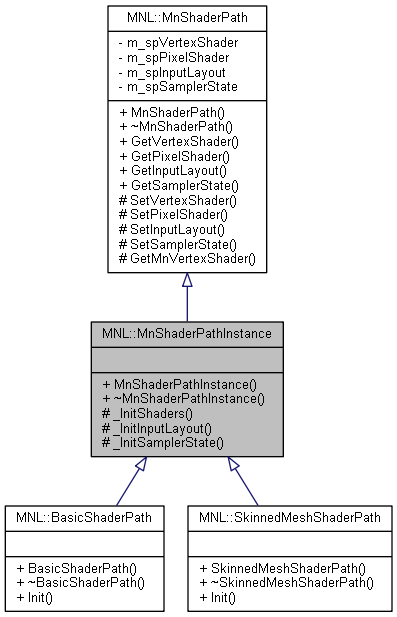 MNL::MnShaderPath
- m_spVertexShader
- m_spPixelShader
- m_spInputLayout
- m_spSamplerState
+ MnShaderPath()
+ ~MnShaderPath()
+ GetVertexShader()
+ GetPixelShader()
+ GetInputLayout()
+ GetSamplerState()
# SetVertexShader()
# SetPixelShader()
# SetInputLayout()
# SetSamplerState()
# GetMnVertexShader()
MNL::MnShaderPathInstance
+ MnShaderPathInstance()
+ ~MnShaderPathInstance()
# _InitShaders()
# _InitInputLayout()
# _InitSamplerState()
MNL::BasicShaderPath
+ BasicShaderPath()
+ ~BasicShaderPath()
+ Init()
MNL::SkinnedMeshShaderPath
+ SkinnedMeshShaderPath()
+ ~SkinnedMeshShaderPath()
+ Init()